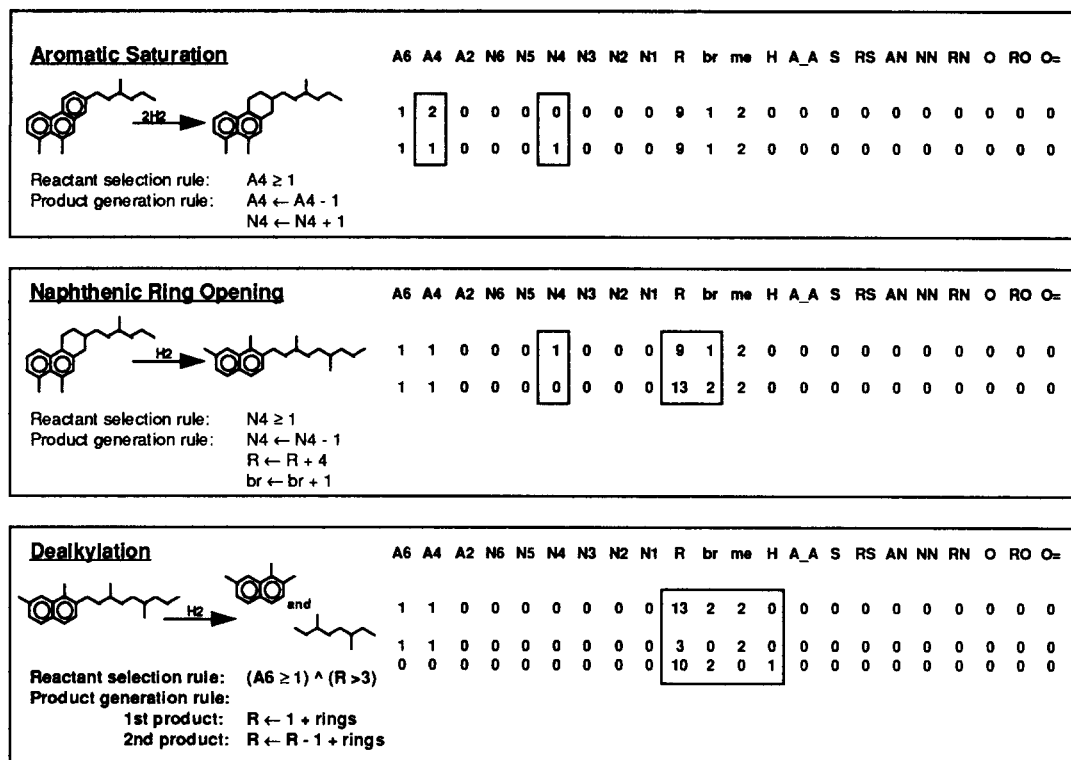 Aromatic Saturation
A6 A4 A2 N6 N5 N4 N3 N2 N1 R br me H A_A S RS AN NN RN O RO O=
2H2
1 2 0 0 0 0 0 0 0 9 1 2 0 0 0 0 0 0 0 0 0 0
1 1 0 0 0 1 0 0 0 9 1 2 0 0 0 0 0 0 0 0 0 0
Reactant selection rule: A4 ≥ 1
Product generation rule: A4 ← A4 - 1
N4 ← N4 + 1
Naphthenic Ring Opening
A6 A4 A2 N6 N5 N4 N3 N2 N1 R br me H A_A S RS AN NN RN O RO O=
H2
1 1 0 0 0 1 0 0 0 9 1 2 0 0 0 0 0 0 0 0 0 0
1 1 0 0 0 0 0 0 0 13 2 2 0 0 0 0 0 0 0 0 0 0
Reactant selection rule: N4 ≥ 1
Product generation rule: N4 ← N4 - 1
R ← R + 4
br ← br + 1
Dealkylation
A6 A4 A2 N6 N5 N4 N3 N2 N1 R br me H A_A S RS AN NN RN O RO O=
H2
and
1 1 0 0 0 0 0 0 0 13 2 2 0 0 0 0 0 0 0 0 0 0
1 1 0 0 0 0 0 0 0 3 0 2 0 0 0 0 0 0 0 0 0 0
0 0 0 0 0 0 0 0 0 10 2 0 1 0 0 0 0 0 0 0 0 0
Reactant selection rule: (A6 ≥ 1) ^ (R >3)
Product generation rule:
1st product: R ← 1 + rings
2nd product: R ← R - 1 + rings